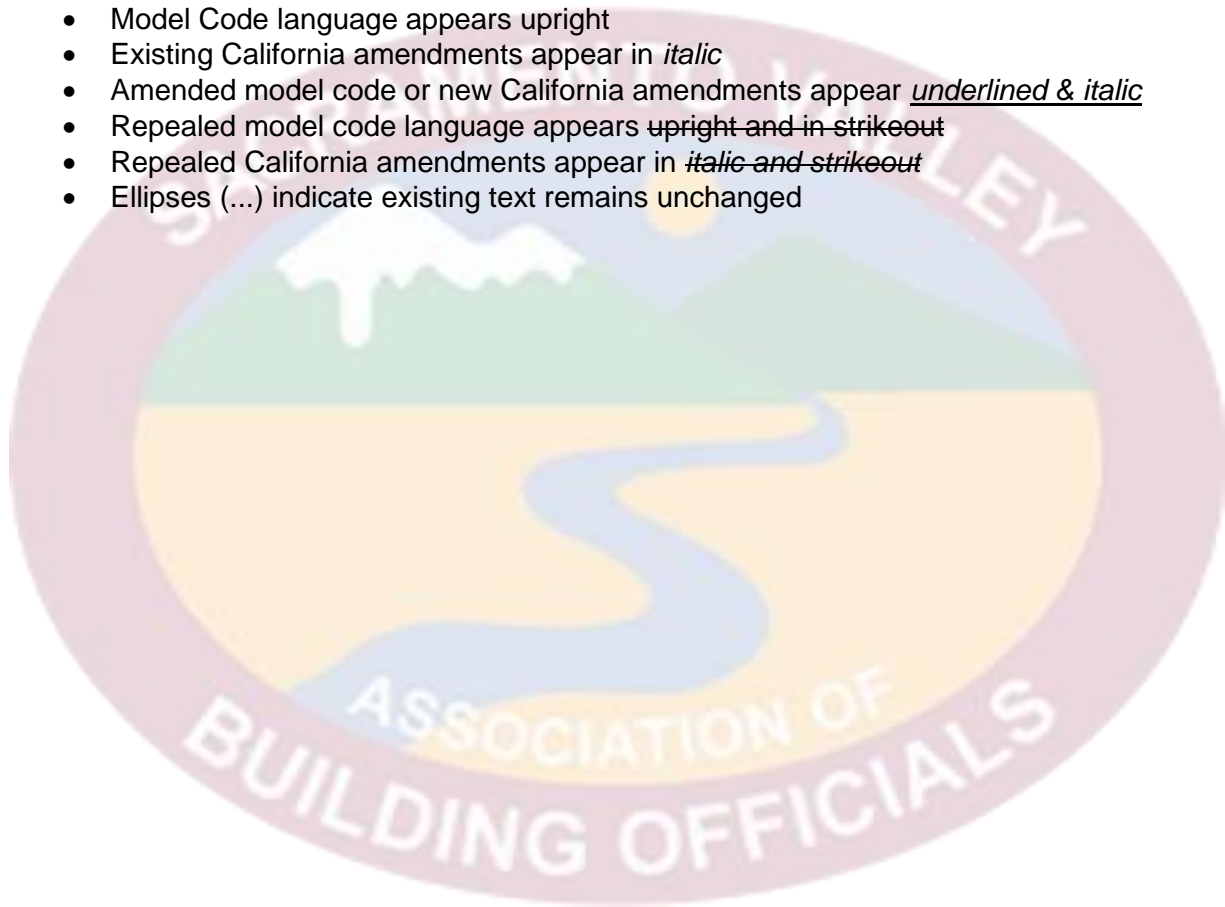 • Model Code language appears upright
• Existing California amendments appear in italic
• Amended model code or new California amendments appear underlined & italic
• Repealed model code language appears upright and in strikeout
• Repealed California amendments appear in italic and strikeout
• Ellipses (...) indicate existing text remains unchanged
SACRAMENTO VALLEY
ASSOCIATION OF
BUILDING OFFICIALS